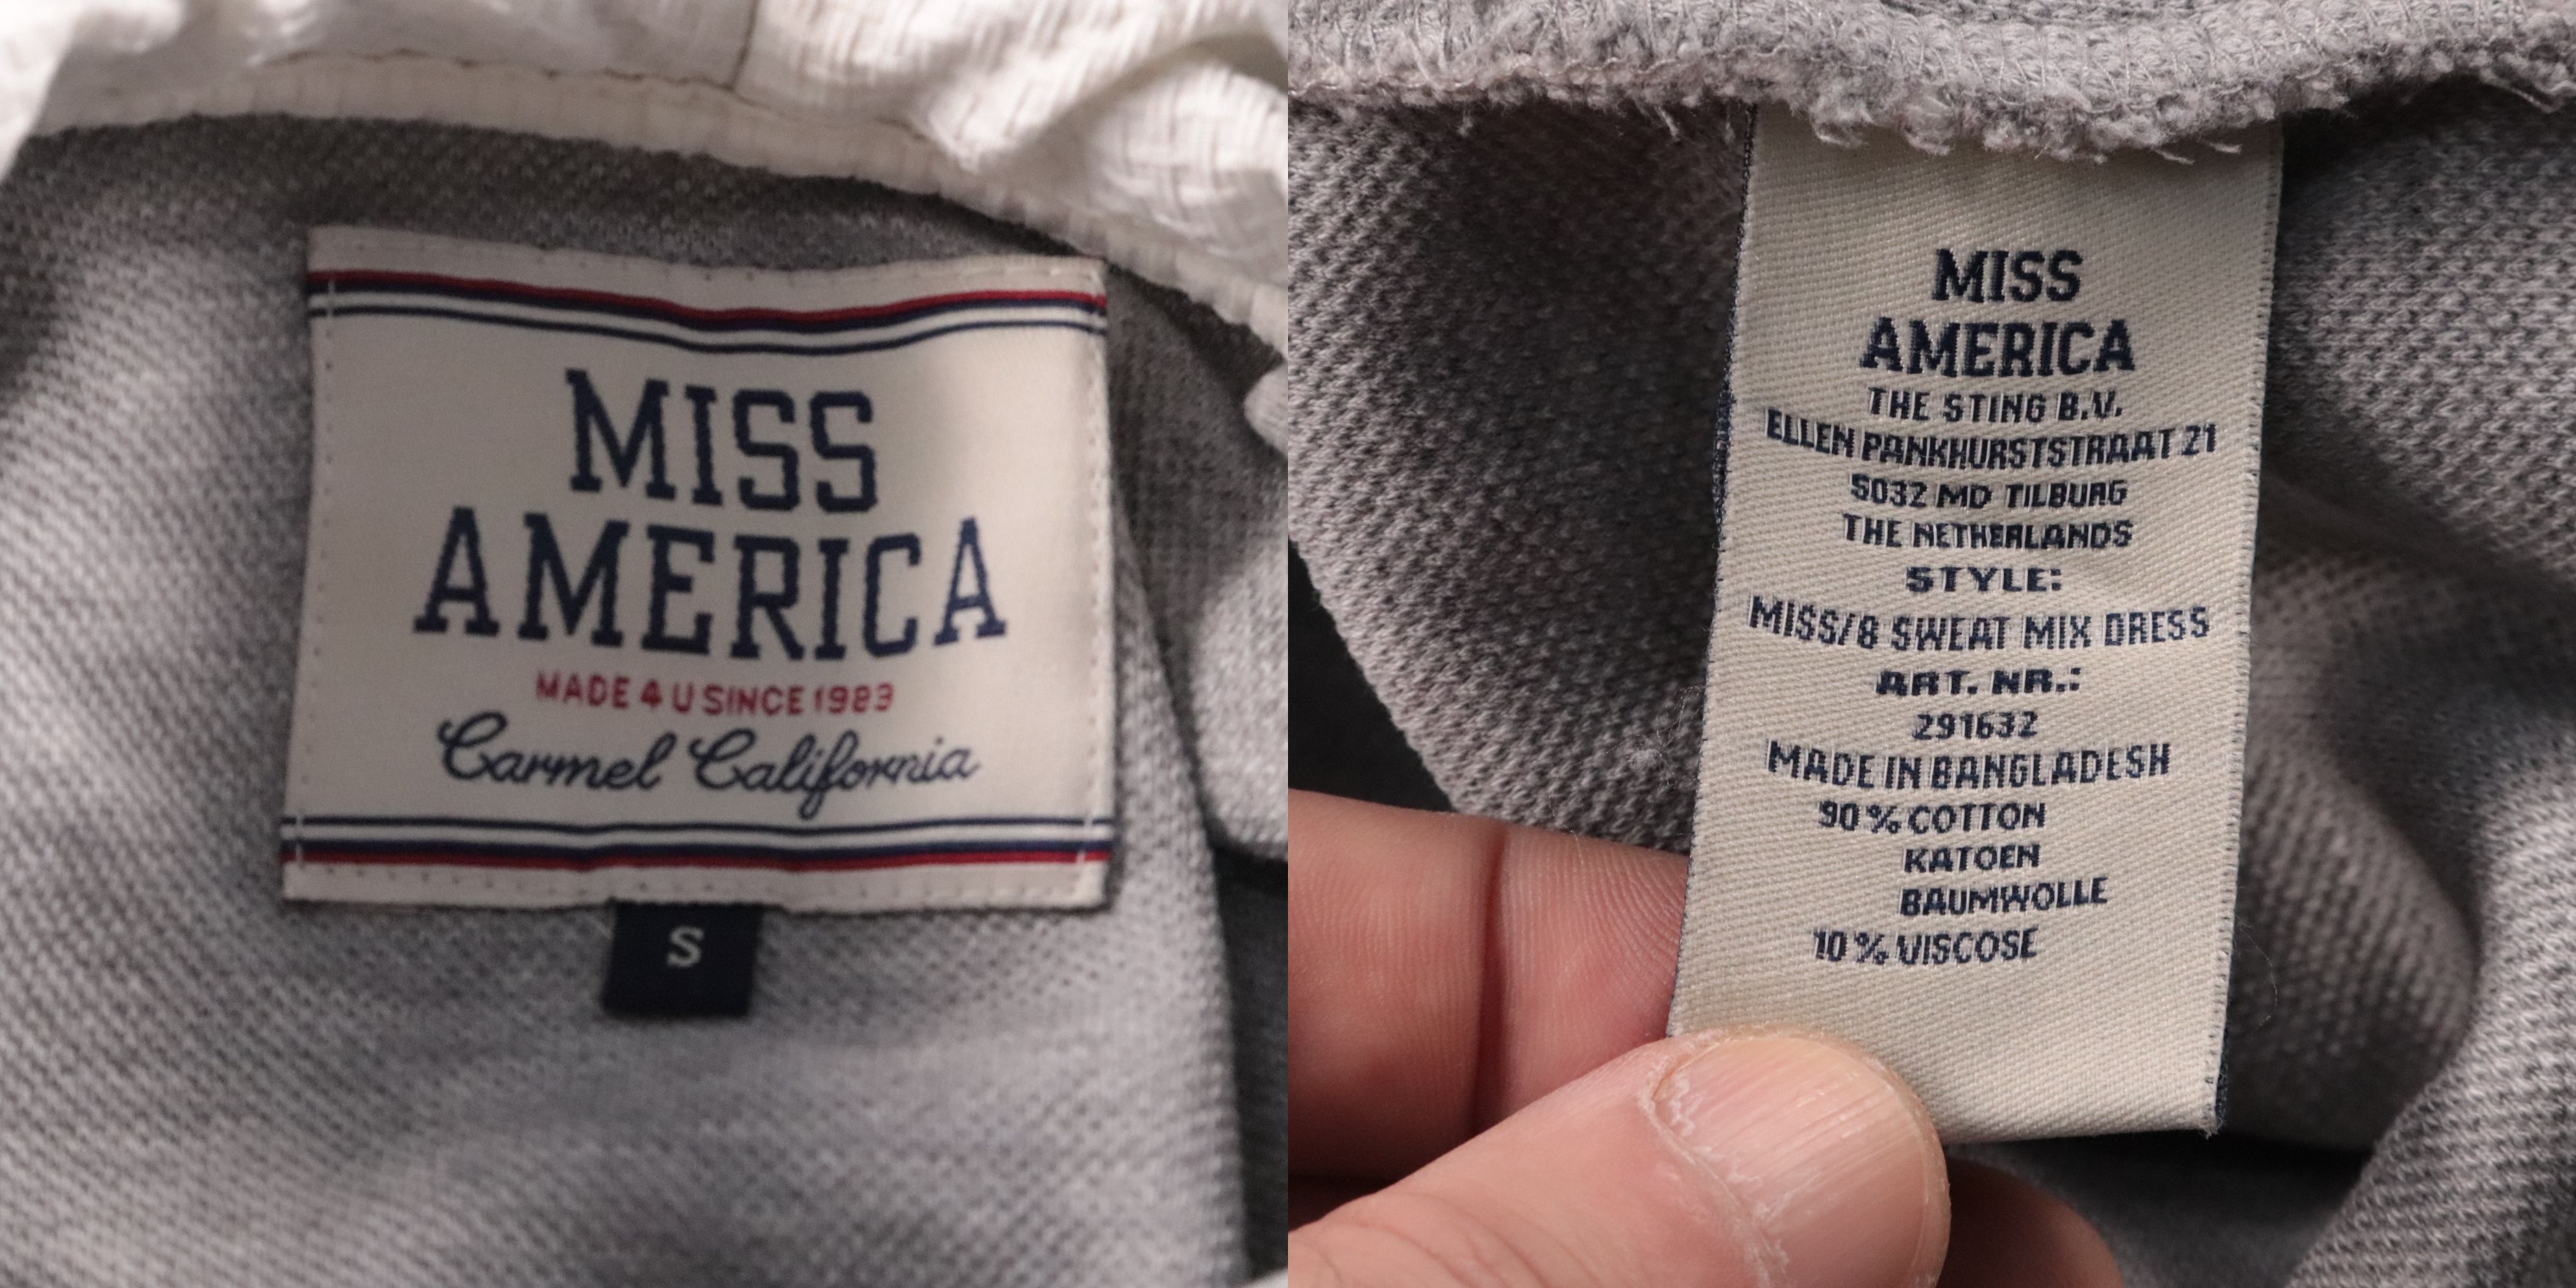 MISS
AMERICA
MADE 4 U SINCE 1983
Carmel California
S
MISS
AMERICA
THE STING B.V.
ELLEN PANKHURSTSTRAAT 21
5032 MD TILBURG
THE NETHERLANDS
STYLE:
MISS/8 SWEAT MIX DRESS
ART. NR.:
291632
MADE IN BANGLADESH
90 % COTTON
KATOEN
BAUMWOLLE
10 % VISCOSE